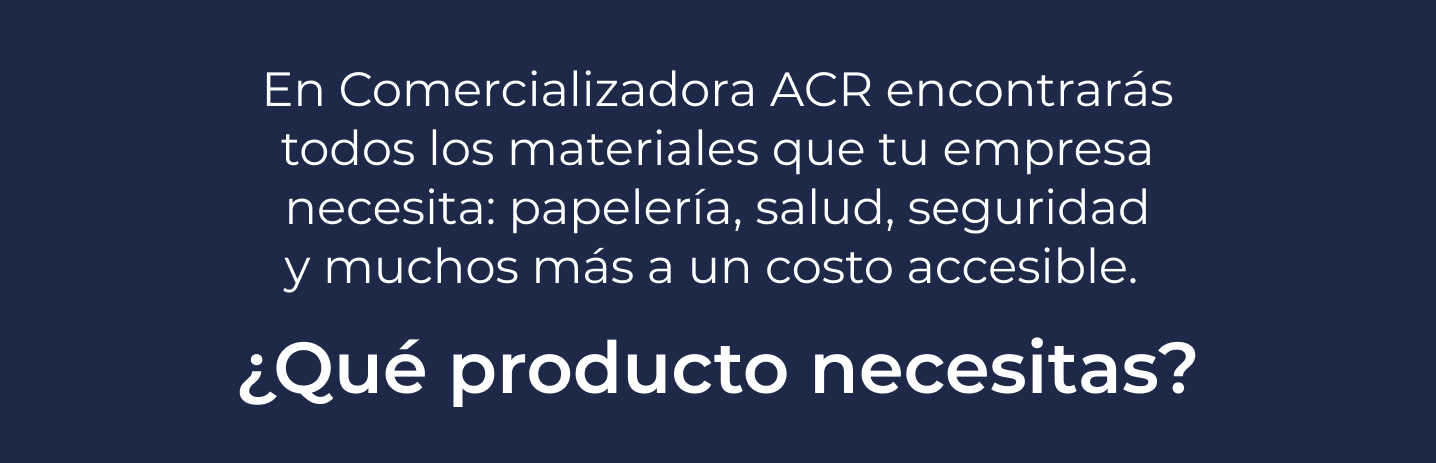 En Comercializadora ACR encontrarás
todos los materiales que tu empresa
necesita: papelería, salud, seguridad
y muchos más a un costo accesible.
¿Qué producto necesitas?